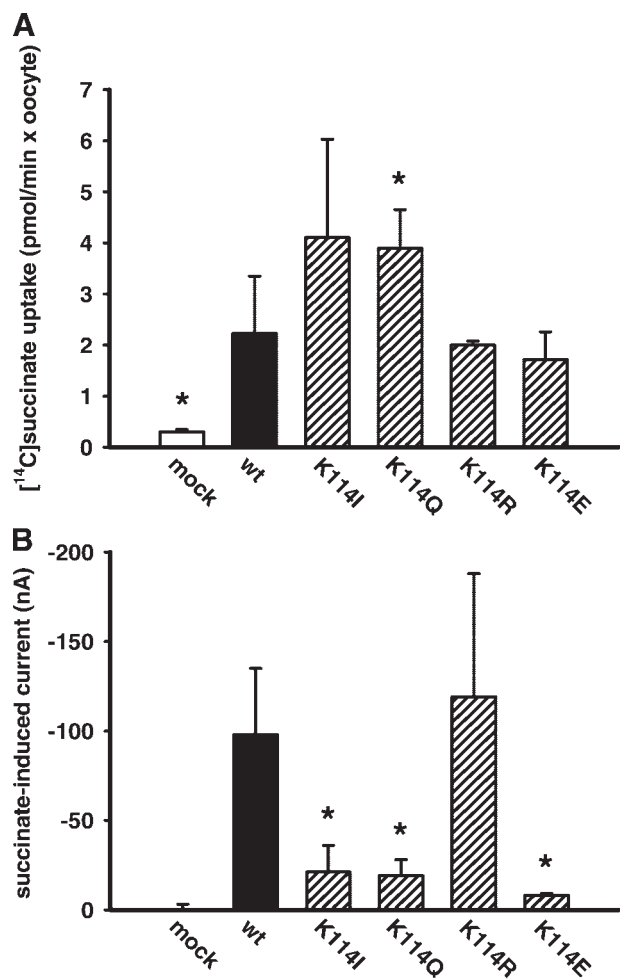 A
[¹⁴C]succinate uptake (pmol/min x oocyte)
7
6
5
4
3
2
1
0
*
*
mock
wt
K114I
K114Q
K114R
K114E
B
succinate-induced current (nA)
-200
-150
-100
-50
0
*
*
*
mock
wt
K114I
K114Q
K114R
K114E